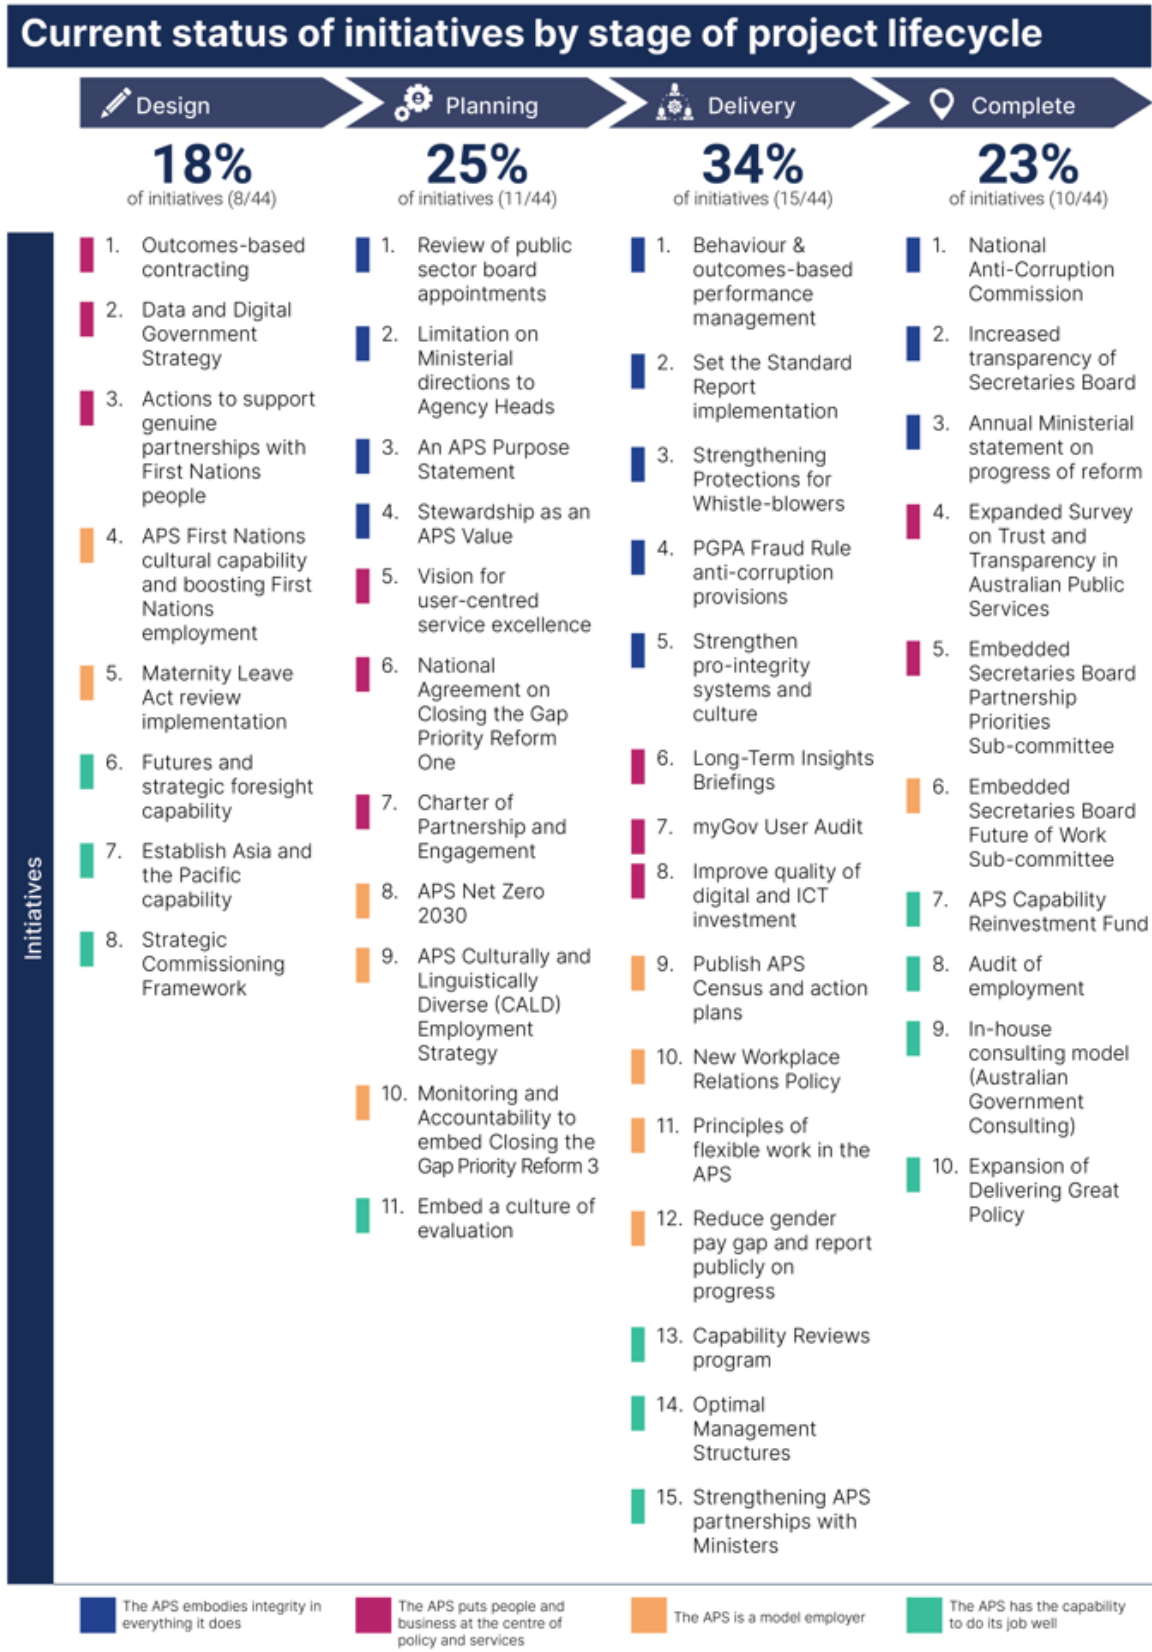 Current status of initiatives by stage of project lifecycle
Design
18%
of initiatives (8/44)
Planning
25%
of initiatives (11/44)
Delivery
34%
of initiatives (15/44)
Complete
23%
of initiatives (10/44)
Initiatives
1. Outcomes-based
contracting
2. Data and Digital
Government
Strategy
3. Actions to support
genuine
partnerships with
First Nations
people
4. APS First Nations
cultural capability
and boosting First
Nations
employment
5. Maternity Leave
Act review
implementation
6. Futures and
strategic foresight
capability
7. Establish Asia and
the Pacific
capability
8. Strategic
Commissioning
Framework
1. Review of public
sector board
appointments
2. Limitation on
Ministerial
directions to
Agency Heads
3. An APS Purpose
Statement
4. Stewardship as an
APS Value
5. Vision for
user-centred
service excellence
6. National
Agreement on
Closing the Gap
Priority Reform
One
7. Charter of
Partnership and
Engagement
8. APS Net Zero
2030
9. APS Culturally and
Linguistically
Diverse (CALD)
Employment
Strategy
10. Monitoring and
Accountability to
embed Closing the
Gap Priority Reform 3
11. Embed a culture of
evaluation
1. Behaviour &
outcomes-based
performance
management
2. Set the Standard
Report
implementation
3. Strengthening
Protections for
Whistle-blowers
4. PGPA Fraud Rule
anti-corruption
provisions
5. Strengthen
pro-integrity
systems and
culture
6. Long-Term Insights
Briefings
7. myGov User Audit
8. Improve quality of
digital and ICT
investment
9. Publish APS
Census and action
plans
10. New Workplace
Relations Policy
11. Principles of
flexible work in the
APS
12. Reduce gender
pay gap and report
publicly on
progress
13. Capability Reviews
program
14. Optimal
Management
Structures
15. Strengthening APS
partnerships with
Ministers
1. National
Anti-Corruption
Commission
2. Increased
transparency of
Secretaries Board
3. Annual Ministerial
statement on
progress of reform
4. Expanded Survey
on Trust and
Transparency in
Australian Public
Services
5. Embedded
Secretaries Board
Partnership
Priorities
Sub-committee
6. Embedded
Secretaries Board
Future of Work
Sub-committee
7. APS Capability
Reinvestment Fund
8. Audit of
employment
9. In-house
consulting model
(Australian
Government
Consulting)
10. Expansion of
Delivering Great
Policy
The APS embodies integrity in
everything it does
The APS puts people and
business at the centre of
policy and services
The APS is a model employer
The APS has the capability
to do its job well